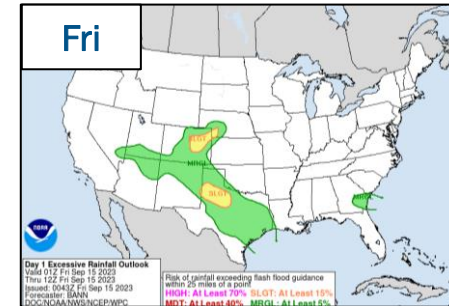 Fri
SLGT
MRGL
SLGT
MRGL
NOAA
Day 1 Excessive Rainfall Outlook
Valid 01Z Fri Sep 15 2023
Thru 12Z Fri Sep 15 2023
Issued: 0043Z Fri Sep 15 2023
Forecaster: BANN
DOC/NOAA/NWS/NCEP/WPC
Risk of rainfall exceeding flash flood guidance
within 25 miles of a point
HIGH: At Least 70% SLGT: At Least 15%
MDT: At Least 40% MRGL: At Least 5%